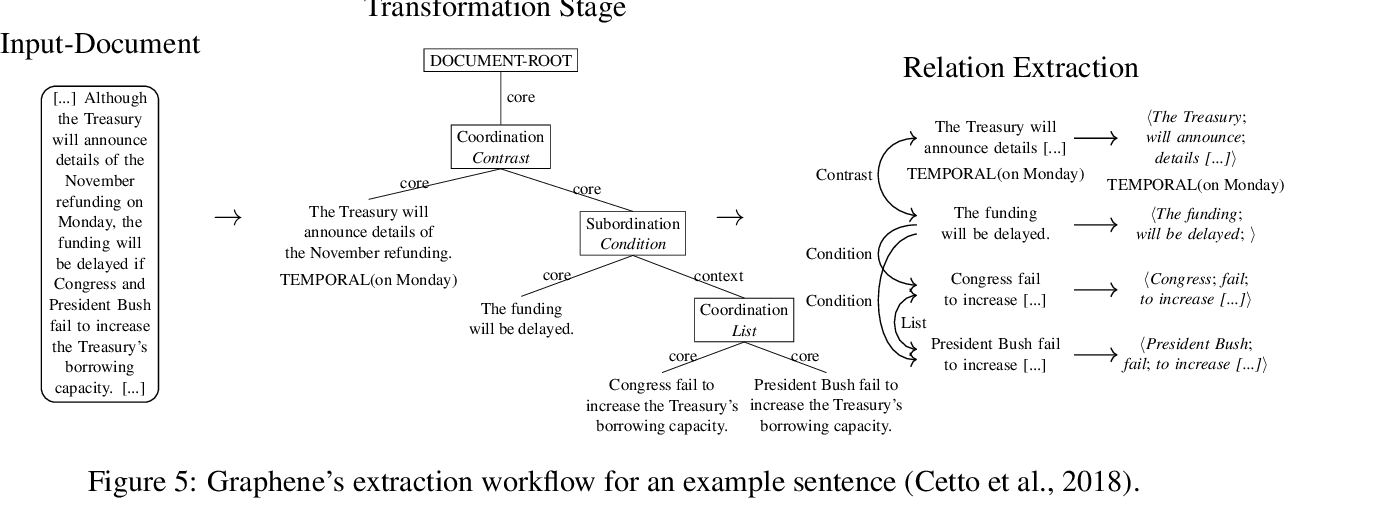 Transformation Stage
Input-Document
Relation Extraction
[...] Although
the Treasury
will announce
details of the
November
refunding on
Monday, the
funding will
be delayed if
Congress and
President Bush
fail to increase
the Treasury's
borrowing
capacity. [...]
→
DOCUMENT-ROOT
core
Coordination
Contrast
core
core
The Treasury will
announce details of
the November refunding.
TEMPORAL(on Monday)
Subordination
Condition
core
context
The funding
will be delayed.
Coordination
List
core
core
Congress fail to
increase the Treasury's
borrowing capacity.
President Bush fail to
increase the Treasury's
borrowing capacity.
→
Contrast
Condition
Condition
List
The Treasury will
announce details [...]
TEMPORAL(on Monday)
The funding
will be delayed.
Congress fail
to increase [...]
President Bush fail
to increase [...]
⟨The Treasury;
will announce;
details [...]⟩
TEMPORAL(on Monday)
⟨The funding;
will be delayed; ⟩
⟨Congress; fail;
to increase [...]⟩
⟨President Bush;
fail; to increase [...]⟩
Figure 5: Graphene's extraction workflow for an example sentence (Cetto et al., 2018).